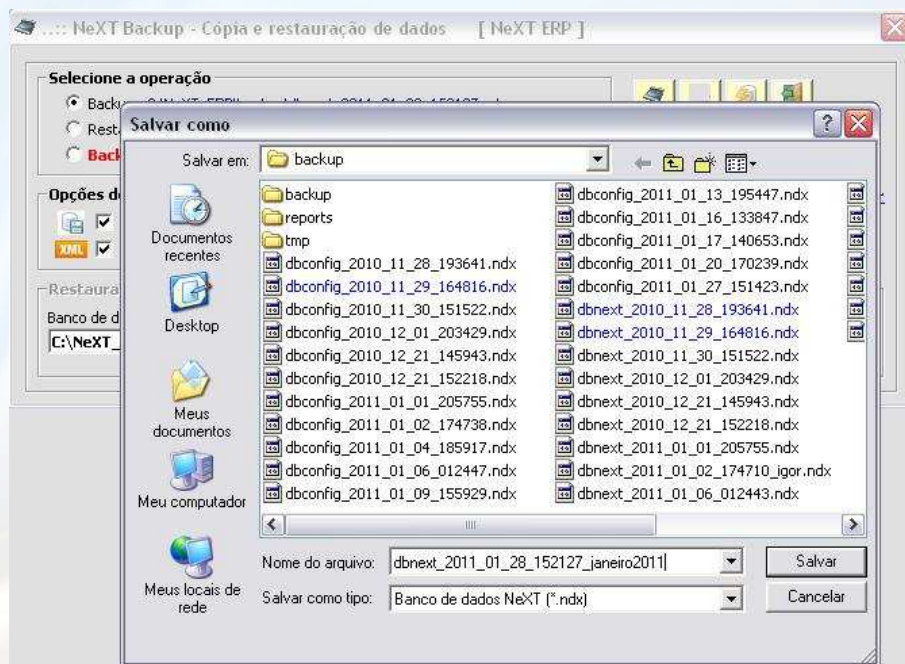 ..:: NeXT Backup - Cópia e restauração de dados [ NeXT ERP ]
Selecione a operação
Backup
Rest
Back
Opções d
XML
Restaura
Banco de d
C:\NeXT_
Salvar como
Salvar em: backup
Documentos recentes
Desktop
Meus documentos
Meu computador
Meus locais de rede
backup
reports
tmp
dbconfig_2010_11_28_193641.ndx
dbconfig_2010_11_29_164816.ndx
dbconfig_2010_11_30_151522.ndx
dbconfig_2010_12_01_203429.ndx
dbconfig_2010_12_21_145943.ndx
dbconfig_2010_12_21_152218.ndx
dbconfig_2011_01_01_205755.ndx
dbconfig_2011_01_02_174738.ndx
dbconfig_2011_01_04_185917.ndx
dbconfig_2011_01_06_012447.ndx
dbconfig_2011_01_09_155929.ndx
dbconfig_2011_01_13_195447.ndx
dbconfig_2011_01_16_133847.ndx
dbconfig_2011_01_17_140653.ndx
dbconfig_2011_01_20_170239.ndx
dbconfig_2011_01_27_151423.ndx
dbnext_2010_11_28_193641.ndx
dbnext_2010_11_29_164816.ndx
dbnext_2010_11_30_151522.ndx
dbnext_2010_12_01_203429.ndx
dbnext_2010_12_21_145943.ndx
dbnext_2010_12_21_152218.ndx
dbnext_2011_01_01_205755.ndx
dbnext_2011_01_02_174710_igor.ndx
dbnext_2011_01_06_012443.ndx
Nome do arquivo: dbnext_2011_01_28_152127_janeiro2011
Salvar
Salvar como tipo: Banco de dados NeXT (*.ndx)
Cancelar